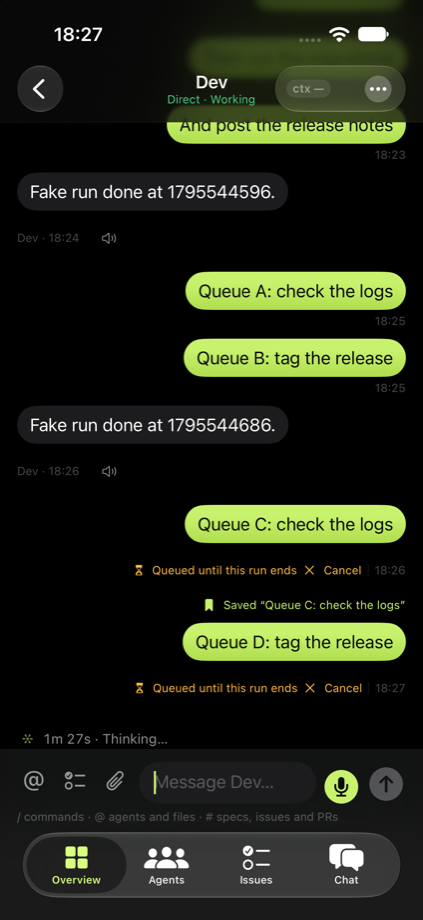 18:27
Dev
Direct · Working
ctx —
And post the release notes
18:23
Fake run done at 1795544596.
Dev · 18:24
Queue A: check the logs
18:25
Queue B: tag the release
18:25
Fake run done at 1795544686.
Dev · 18:26
Queue C: check the logs
Queued until this run ends Cancel 18:26
Saved “Queue C: check the logs”
Queue D: tag the release
Queued until this run ends Cancel 18:27
1m 27s · Thinking...
@ Message Dev...
/ commands · @ agents and files · # specs, issues and PRs
Overview Agents Issues Chat